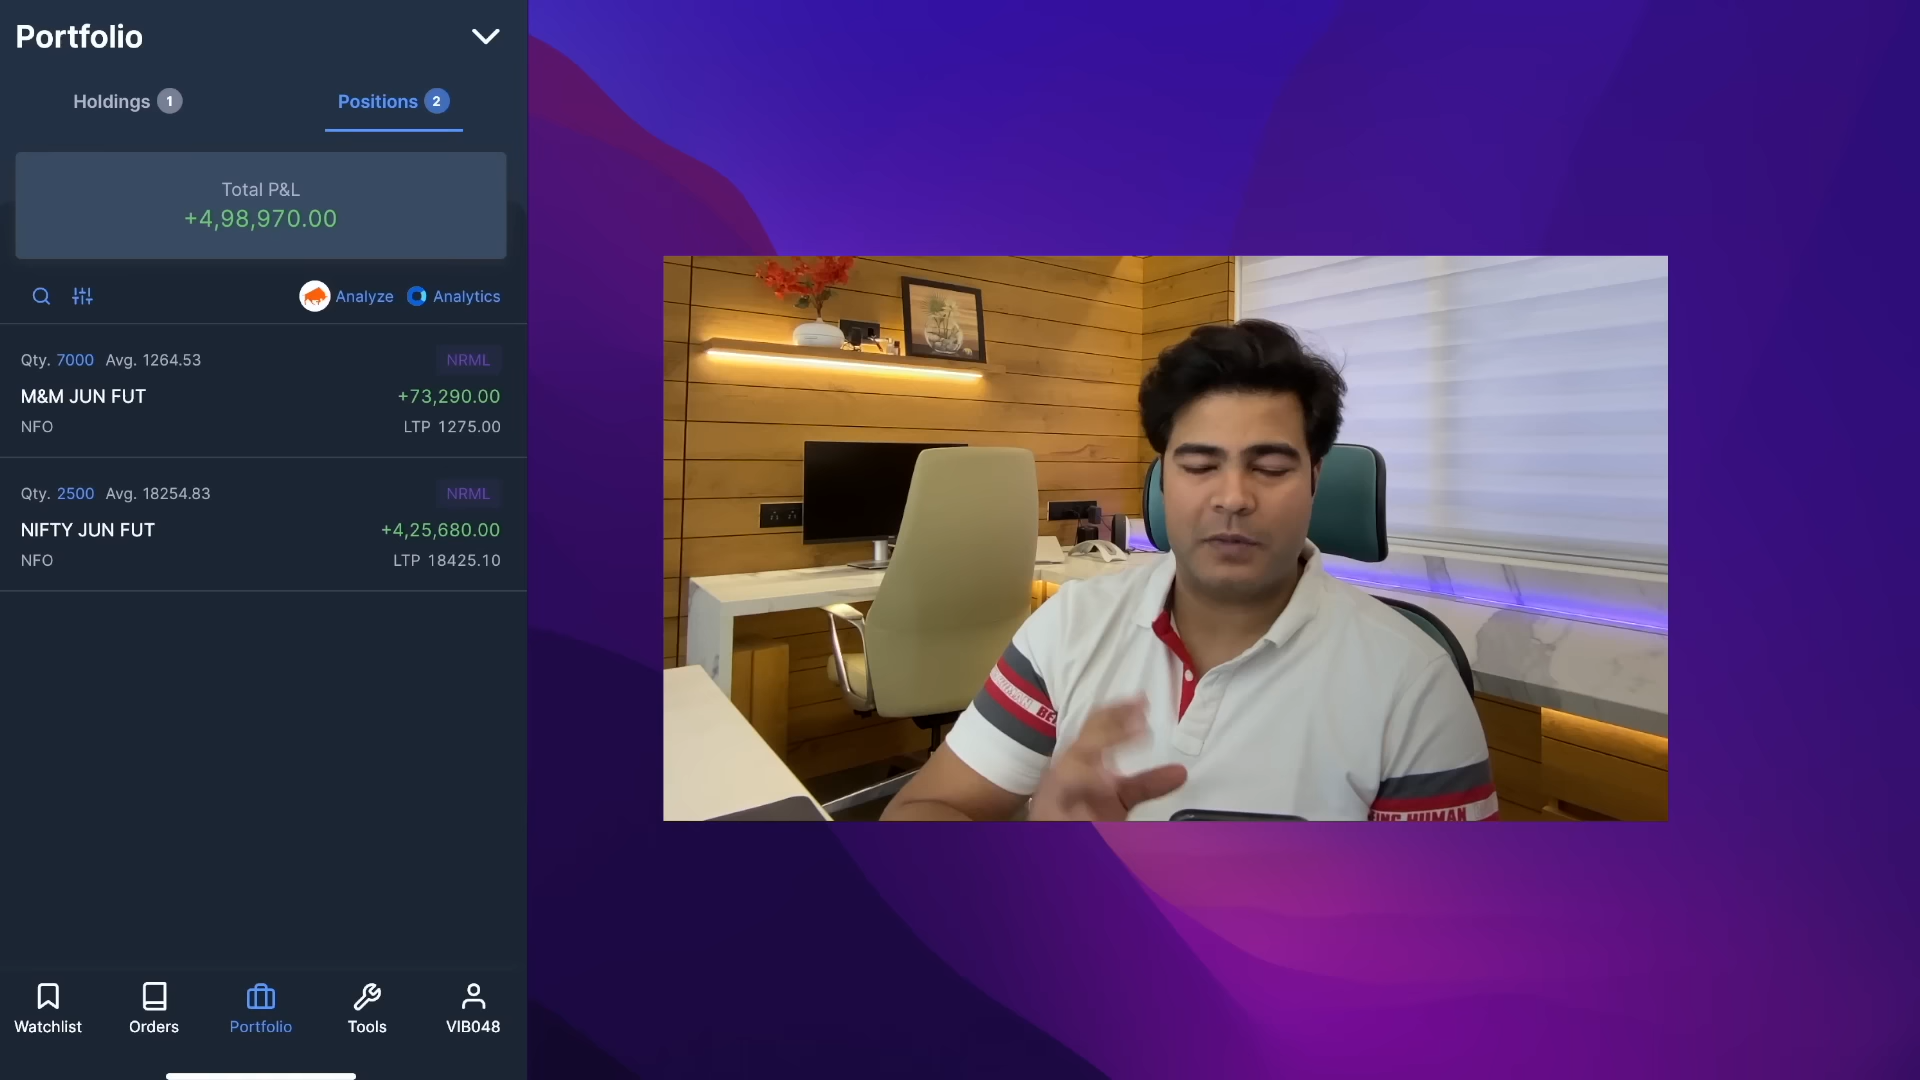 Portfolio
Holdings 1
Positions 2
Total P&L
+4,98,970.00
Analyze
Analytics
Qty. 7000 Avg. 1264.53
NRML
M&M JUN FUT
+73,290.00
NFO
LTP 1275.00
Qty. 2500 Avg. 18254.83
NRML
NIFTY JUN FUT
+4,25,680.00
NFO
LTP 18425.10
Watchlist
Orders
Portfolio
Tools
VIB048
HUMAN